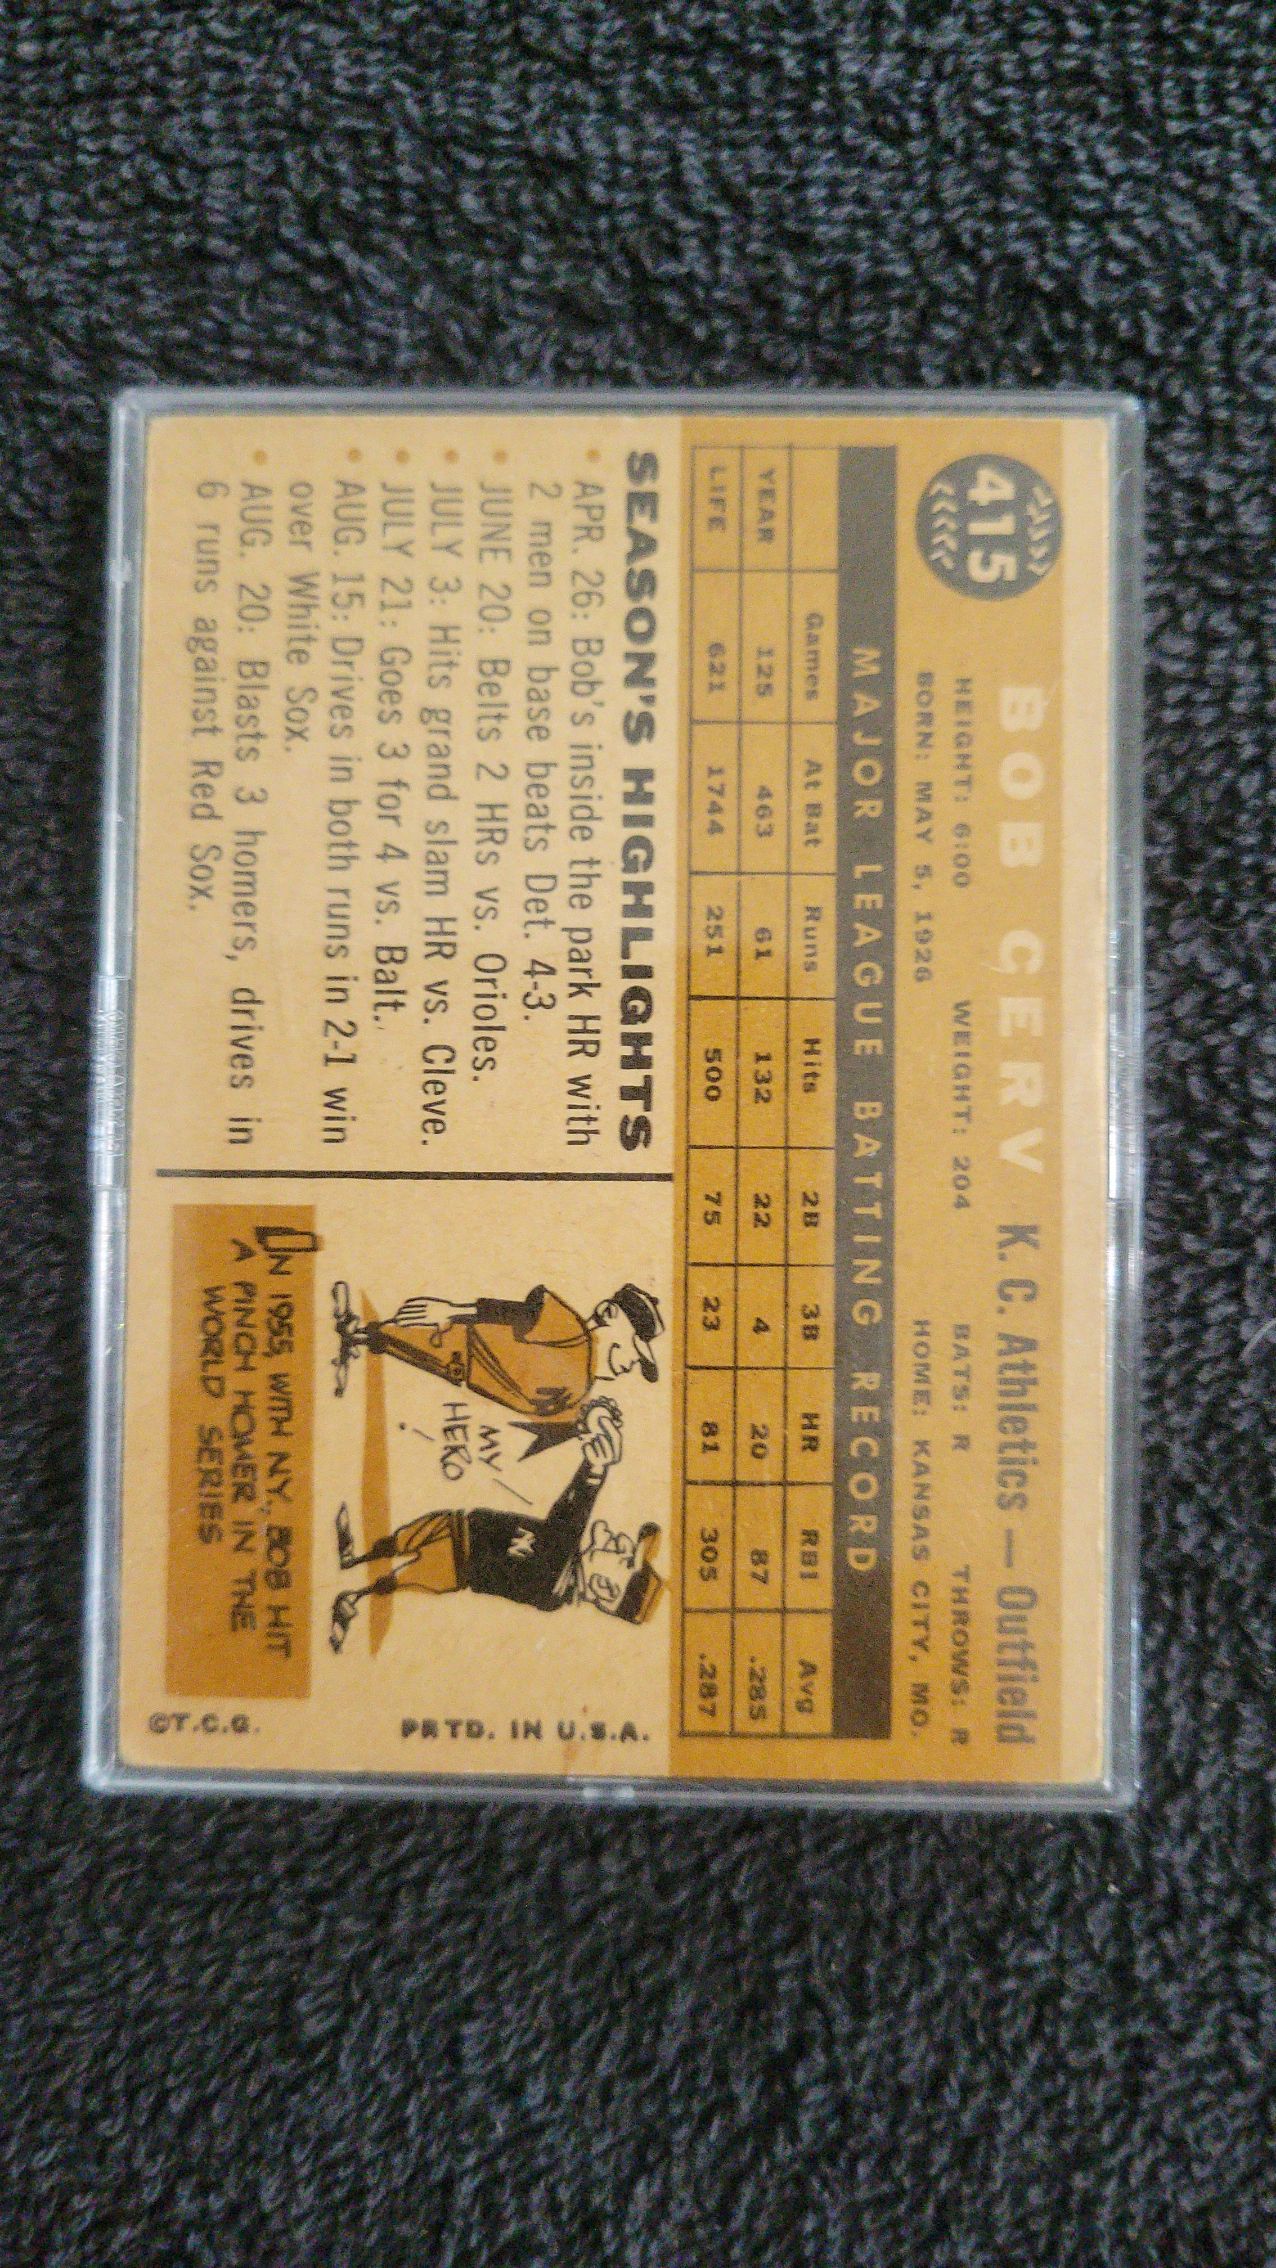 415
BOB CERV K. C. Athletics — Outfield
HEIGHT: 6:00 WEIGHT: 204 BATS: R THROWS: R
BORN: MAY 5, 1926 HOME: KANSAS CITY, MO.
MAJOR LEAGUE BATTING RECORD
Games At Bat Runs Hits 2B 3B HR RBI Avg
YEAR 125 463 61 132 22 4 20 87 .285
LIFE 621 1744 251 500 75 23 81 305 .287
SEASON'S HIGHLIGHTS
• APR. 26: Bob's inside the park HR with
2 men on base beats Det. 4-3.
• JUNE 20: Belts 2 HRs vs. Orioles.
• JULY 3: Hits grand slam HR vs. Cleve.
• JULY 21: Goes 3 for 4 vs. Balt.
• AUG. 15: Drives in both runs in 2-1 win
over White Sox.
• AUG. 20: Blasts 3 homers, drives in
6 runs against Red Sox.
MY
HERO
!
NY
NY
IN 1955, WITH N.Y., BOB HIT
A PINCH HOMER IN THE
WORLD SERIES
PRTD. IN U.S.A.
©T.C.G.